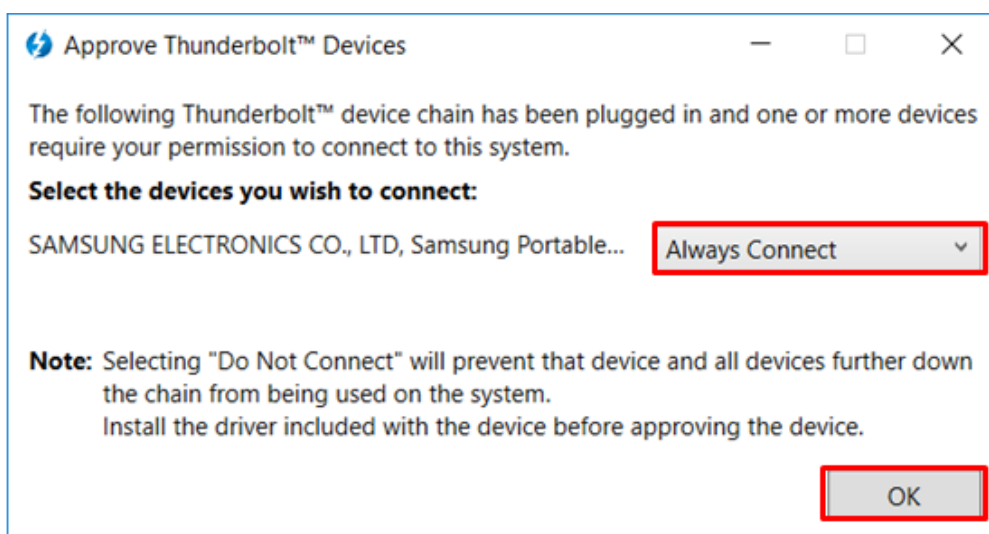 Approve Thunderbolt™ Devices
The following Thunderbolt™ device chain has been plugged in and one or more devices
require your permission to connect to this system.
Select the devices you wish to connect:
SAMSUNG ELECTRONICS CO., LTD, Samsung Portable... Always Connect
Note: Selecting "Do Not Connect" will prevent that device and all devices further down
the chain from being used on the system.
Install the driver included with the device before approving the device.
OK